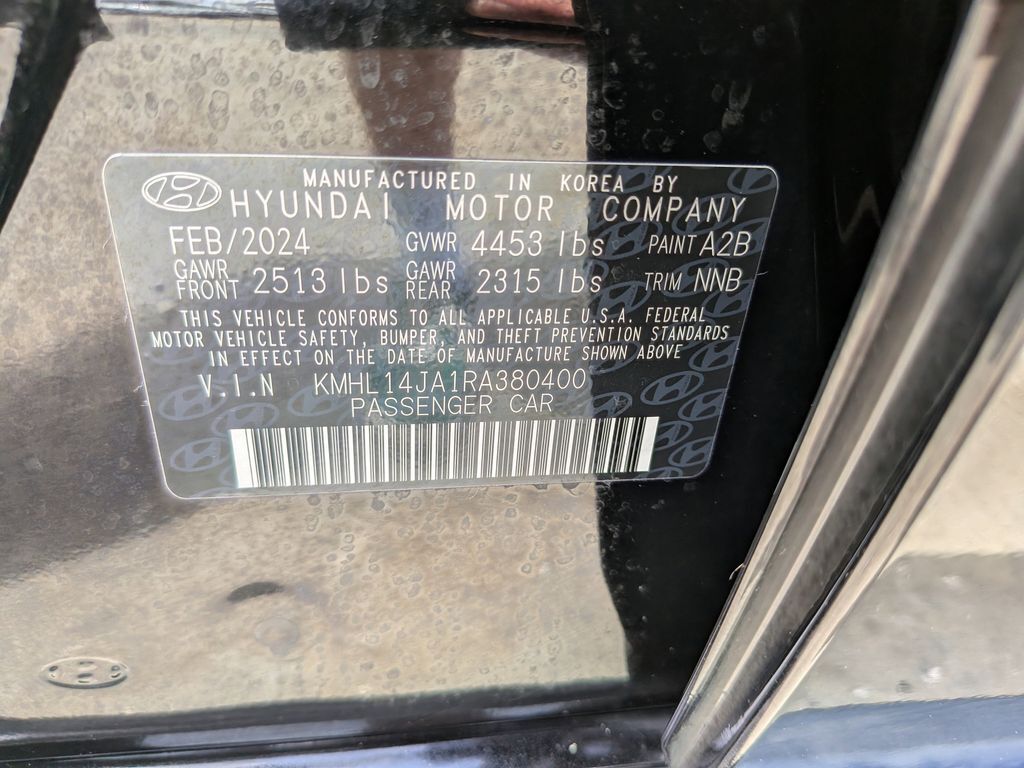 MANUFACTURED IN KOREA BY
HYUNDAI MOTOR COMPANY
FEB/2024 GVWR 4453 lbs PAINT A2B
GAWR FRONT 2513 lbs GAWR REAR 2315 lbs TRIM NNB
THIS VEHICLE CONFORMS TO ALL APPLICABLE U.S.A. FEDERAL
MOTOR VEHICLE SAFETY, BUMPER, AND THEFT PREVENTION STANDARDS
IN EFFECT ON THE DATE OF MANUFACTURE SHOWN ABOVE
V.I.N KMHL14JA1RA380400
PASSENGER CAR